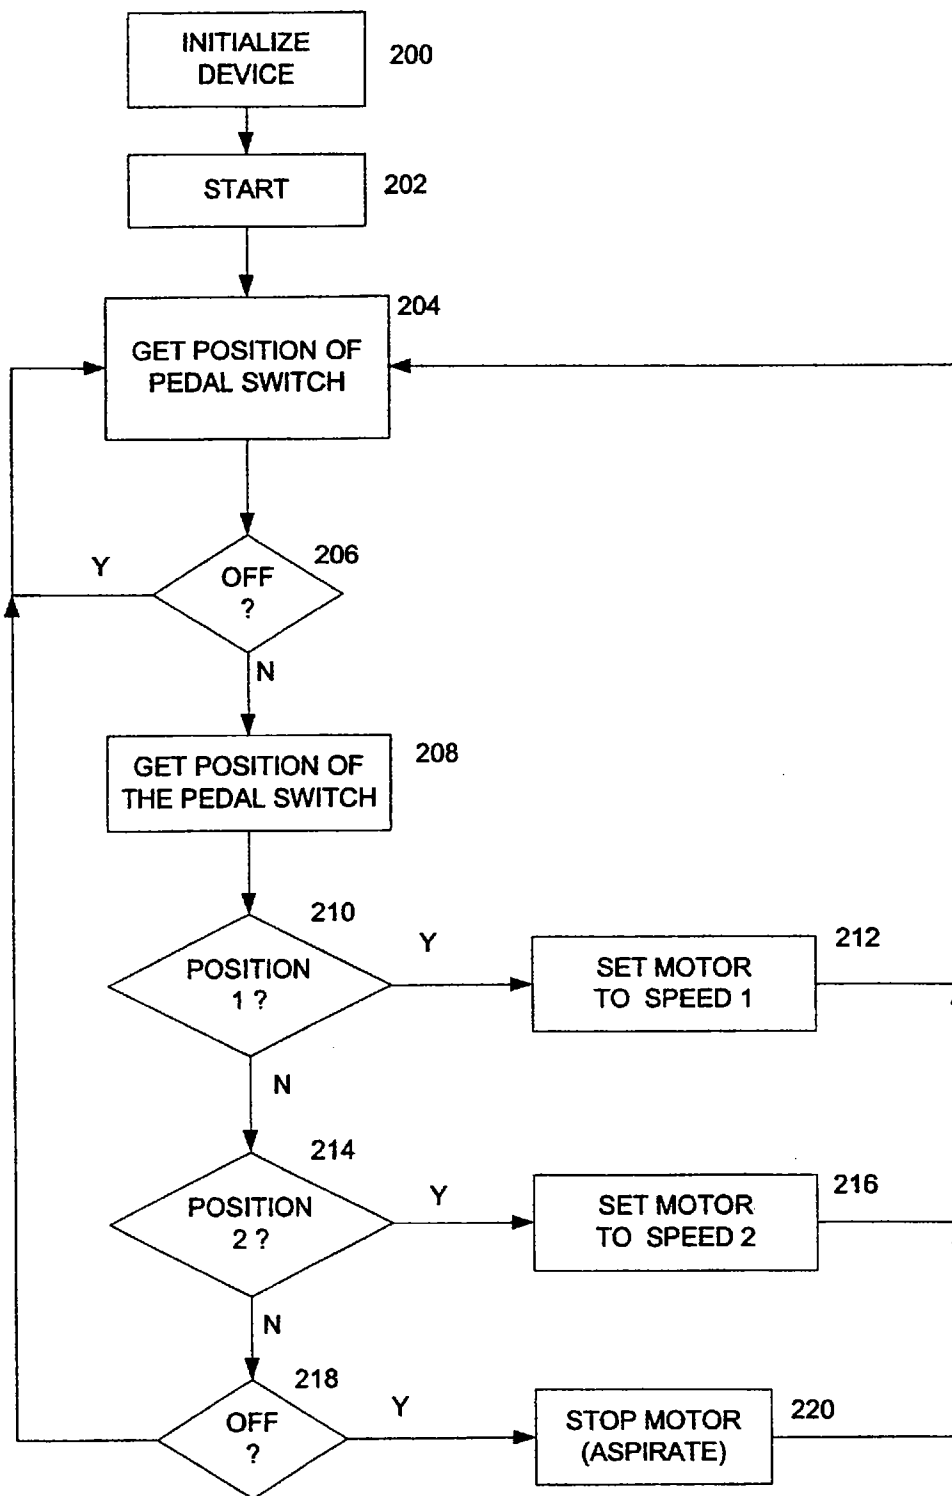 INITIALIZE
DEVICE
200
START
202
204
GET POSITION OF
PEDAL SWITCH
Y
206
OFF
?
N
208
GET POSITION OF
THE PEDAL SWITCH
210
POSITION
1 ?
Y
212
SET MOTOR
TO SPEED 1
N
214
POSITION
2 ?
Y
216
SET MOTOR
TO SPEED 2
N
218
OFF
?
Y
220
STOP MOTOR
(ASPIRATE)